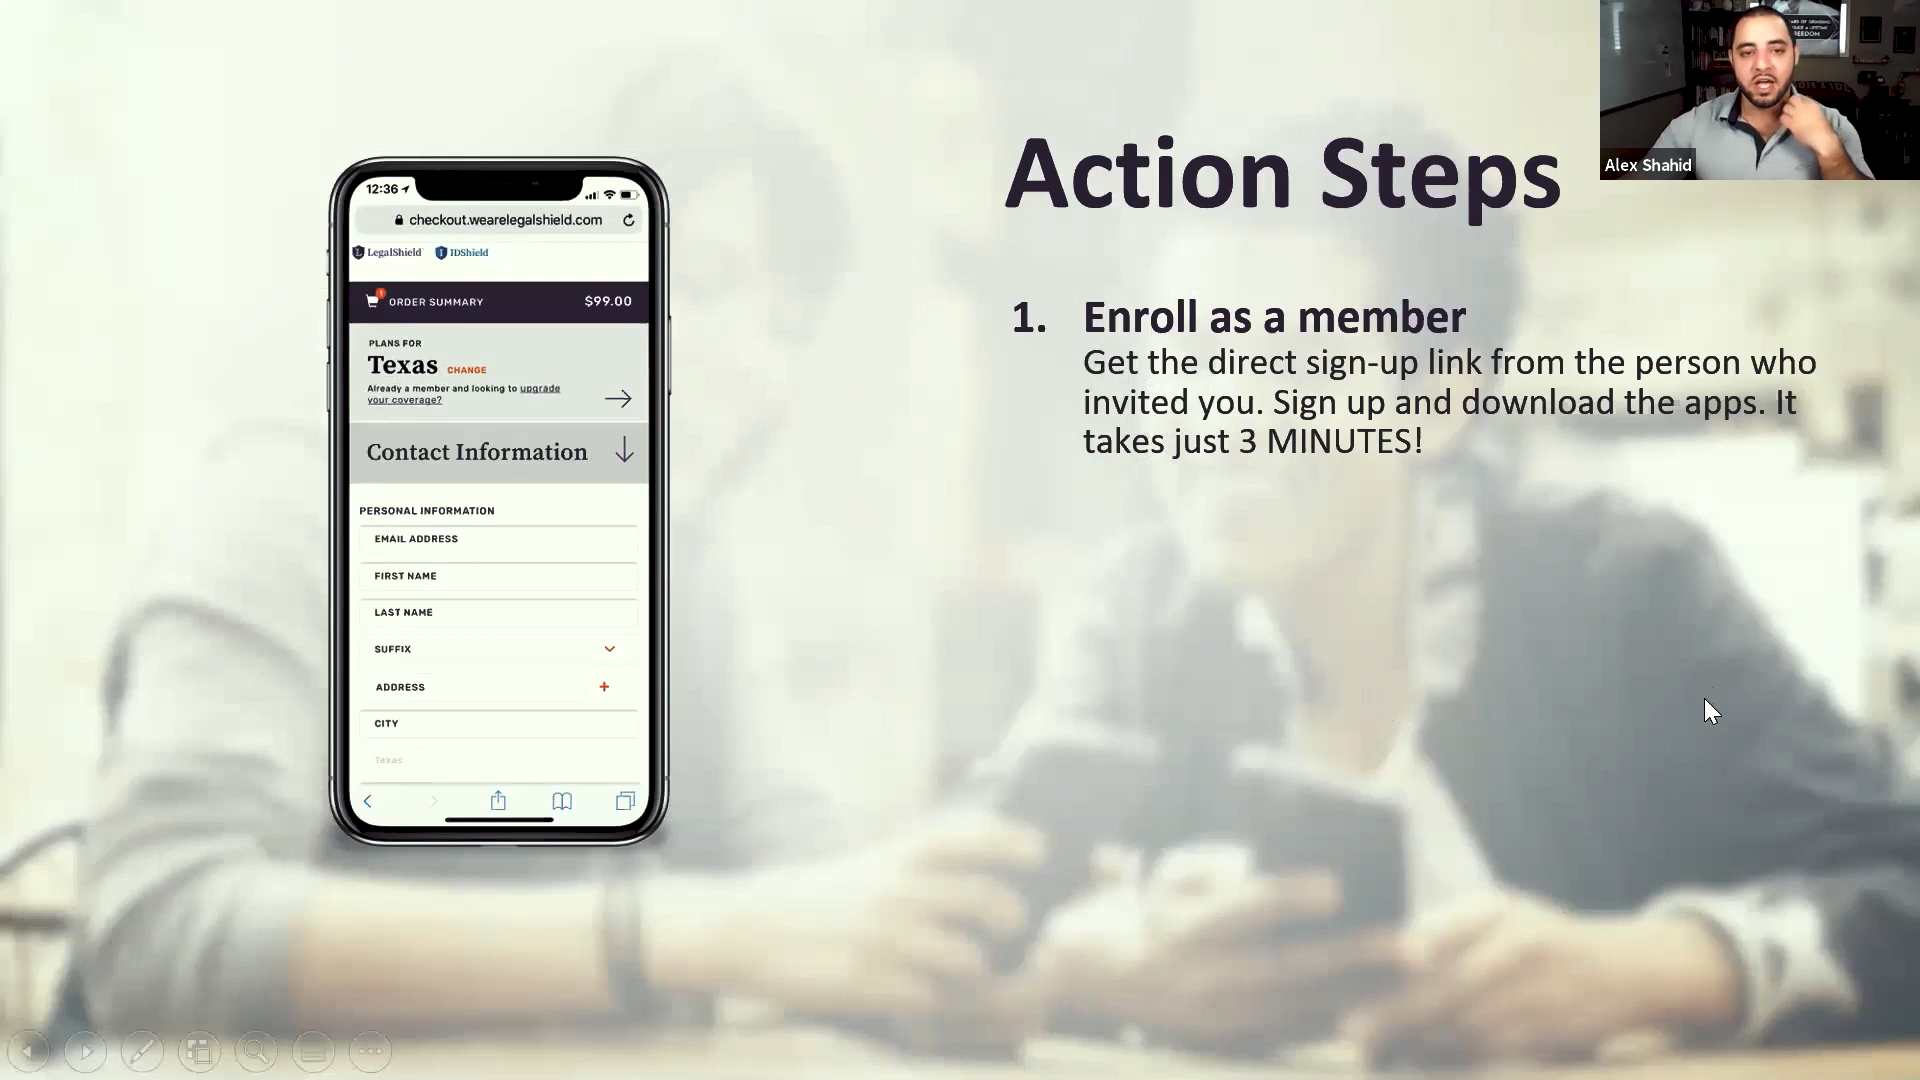 Action Steps
1. Enroll as a member
Get the direct sign-up link from the person who
invited you. Sign up and download the apps. It
takes just 3 MINUTES!
12:36
checkout.wearelegalshield.com
LegalShield IDShield
1
ORDER SUMMARY $99.00
PLANS FOR
Texas CHANGE
Already a member and looking to upgrade
your coverage?
Contact Information
PERSONAL INFORMATION
EMAIL ADDRESS
FIRST NAME
LAST NAME
SUFFIX
ADDRESS
CITY
Texas
FREEDOM.
Alex Shahid